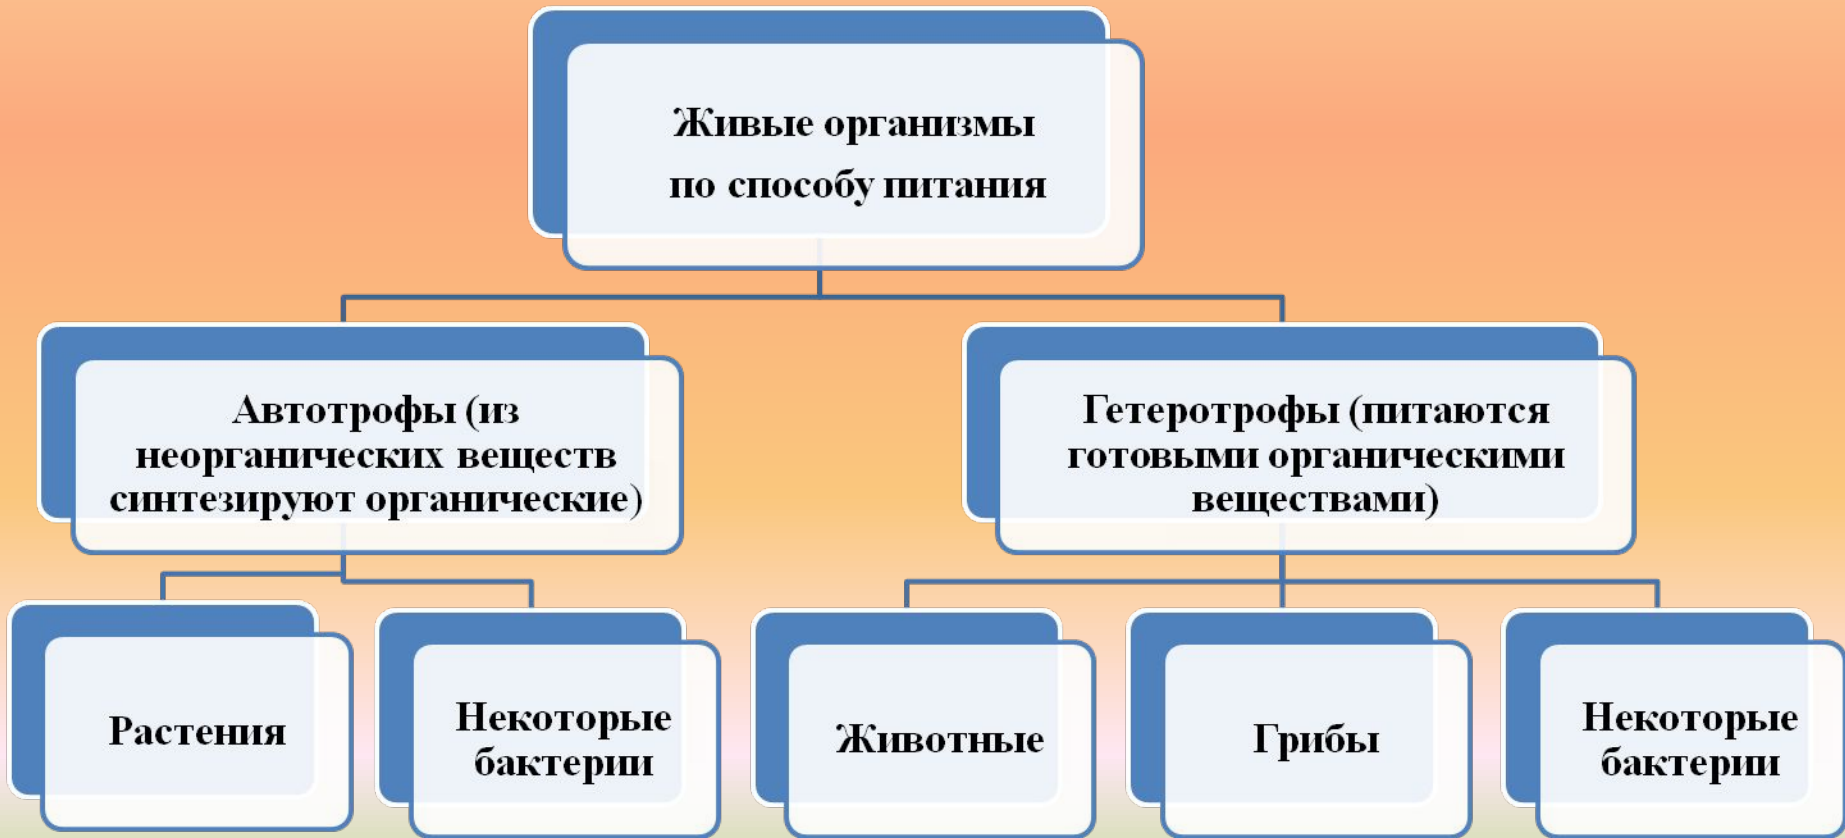 Живые организмы
по способу питания
Автотрофы (из
неорганических веществ
синтезируют органические)
Гетеротрофы (питаются
готовыми органическими
веществами)
Растения
Некоторые
бактерии
Животные
Грибы
Некоторые
бактерии